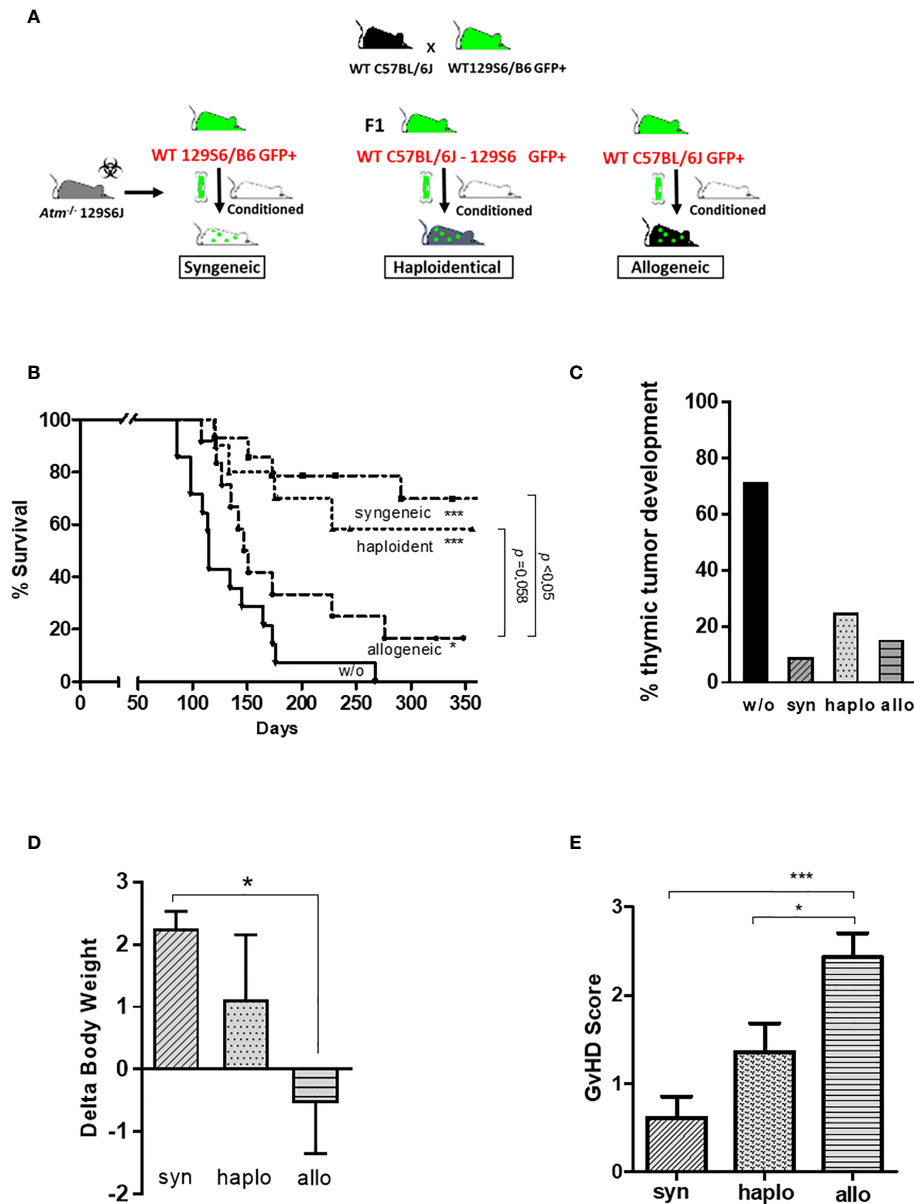 A
X
WT C57BL/6J WT129S6/B6 GFP+
F1
WT 129S6/B6 GFP+
WT C57BL/6J - 129S6 GFP+
WT C57BL/6J GFP+
Atm-/- 129S6J
Conditioned
Conditioned
Conditioned
Syngeneic
Haploidentical
Allogeneic
B
% Survival
100
80
60
40
20
0
0 50 100 150 200 250 300 350
Days
syngeneic ***
haploident ***
allogeneic *
w/o
p =0.058
p <0.05
C
% thymic tumor development
100
80
60
40
20
0
w/o syn haplo allo
D
Delta Body Weight
3
2
1
0
-1
-2
*
syn haplo allo
E
GvHD Score
3
2
1
0
***
*
syn haplo allo